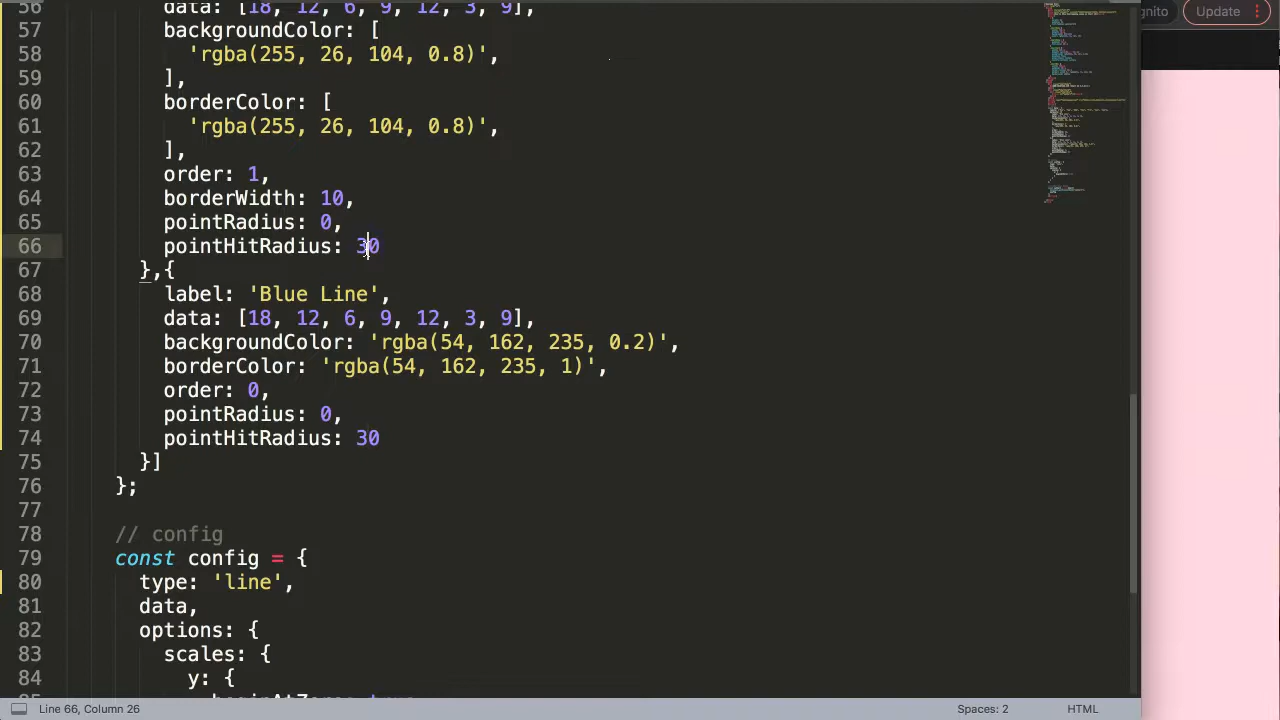 nito
Update
56 data: [18, 12, 6, 9, 12, 3, 9],
57 backgroundColor: [
58 'rgba(255, 26, 104, 0.8)',
59 ],
60 borderColor: [
61 'rgba(255, 26, 104, 0.8)',
62 ],
63 order: 1,
64 borderWidth: 10,
65 pointRadius: 0,
66 pointHitRadius: 30
67 },{
68 label: 'Blue Line',
69 data: [18, 12, 6, 9, 12, 3, 9],
70 backgroundColor: 'rgba(54, 162, 235, 0.2)',
71 borderColor: 'rgba(54, 162, 235, 1)',
72 order: 0,
73 pointRadius: 0,
74 pointHitRadius: 30
75 }]
76 };
77
78 // config
79 const config = {
80 type: 'line',
81 data,
82 options: {
83 scales: {
84 y: {
85 beginAtZero: true
Line 66, Column 26
Spaces: 2
HTML